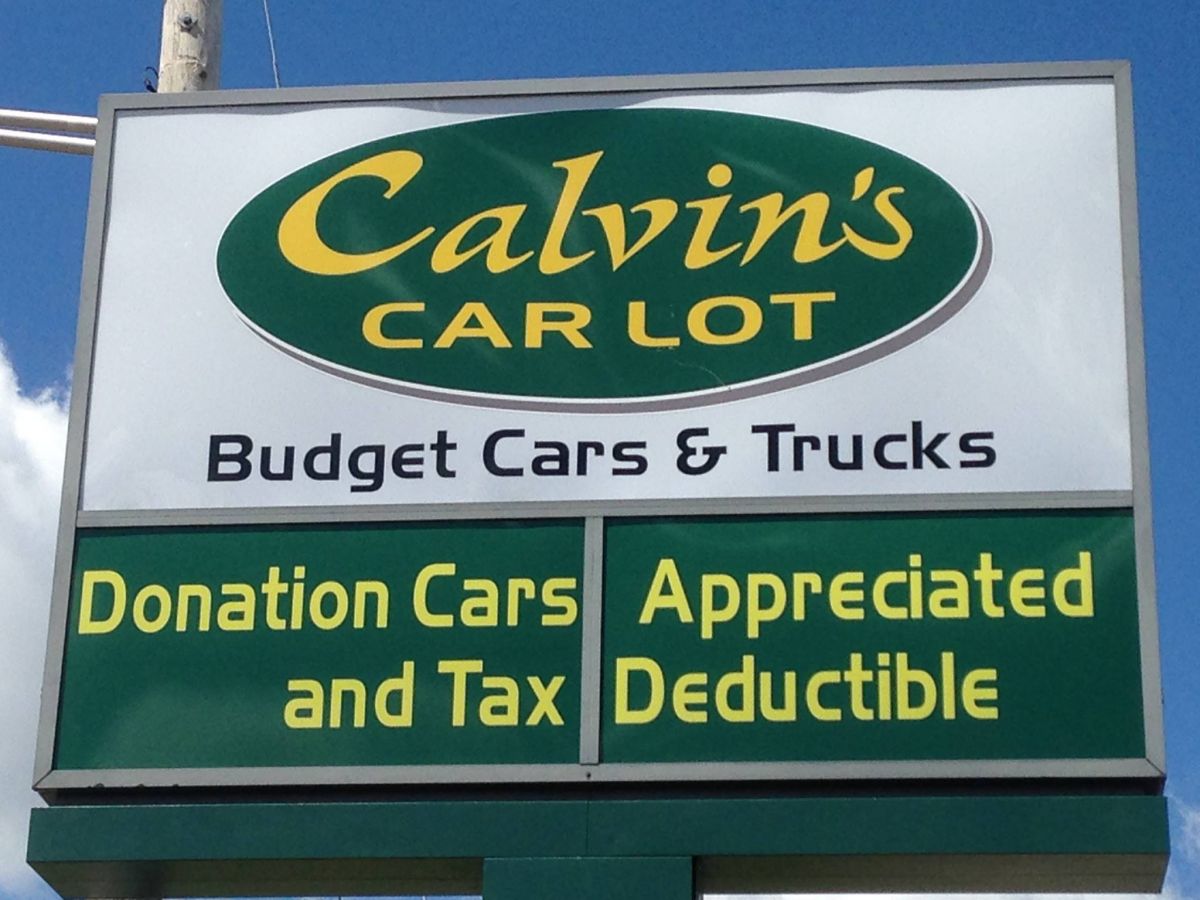 Calvin's
CAR LOT
Budget Cars & Trucks
Donation Cars Appreciated
and Tax Deductible